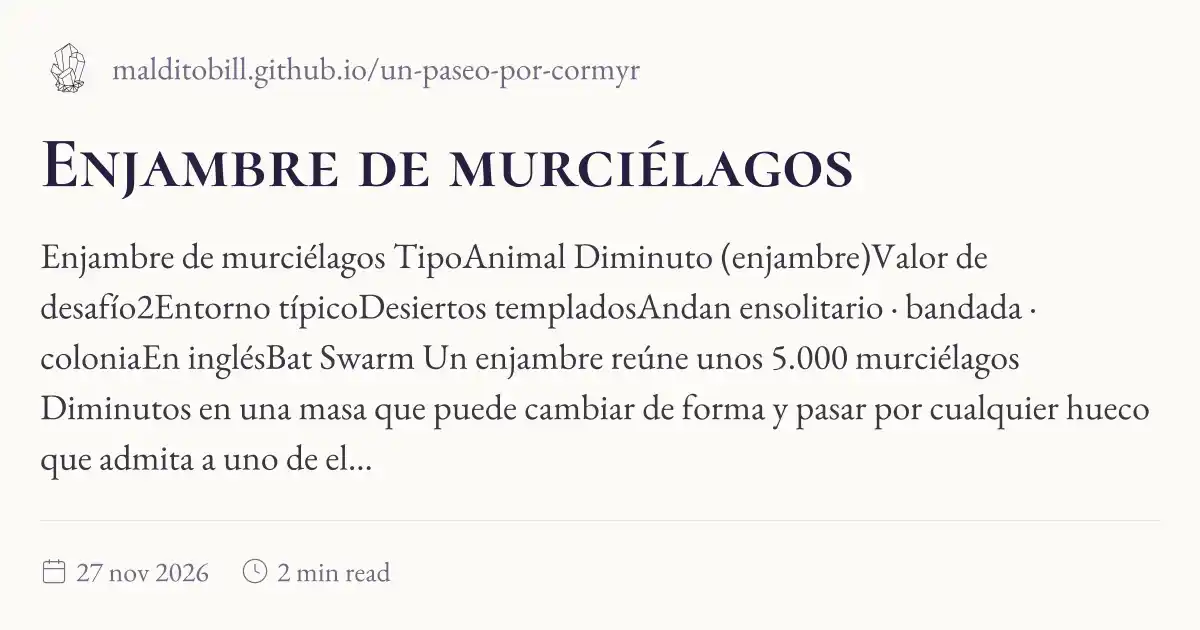 malditobill.github.io/un-paseo-por-cormyr
Enjambre de murciélagos
Enjambre de murciélagos TipoAnimal Diminuto (enjambre)Valor de
desafío2Entorno típicoDesiertos templadosAndan ensolitario · bandada ·
coloniaEn inglésBat Swarm Un enjambre reúne unos 5.000 murciélagos
Diminutos en una masa que puede cambiar de forma y pasar por cualquier hueco
que admita a uno de el...
27 nov 2026
2 min read